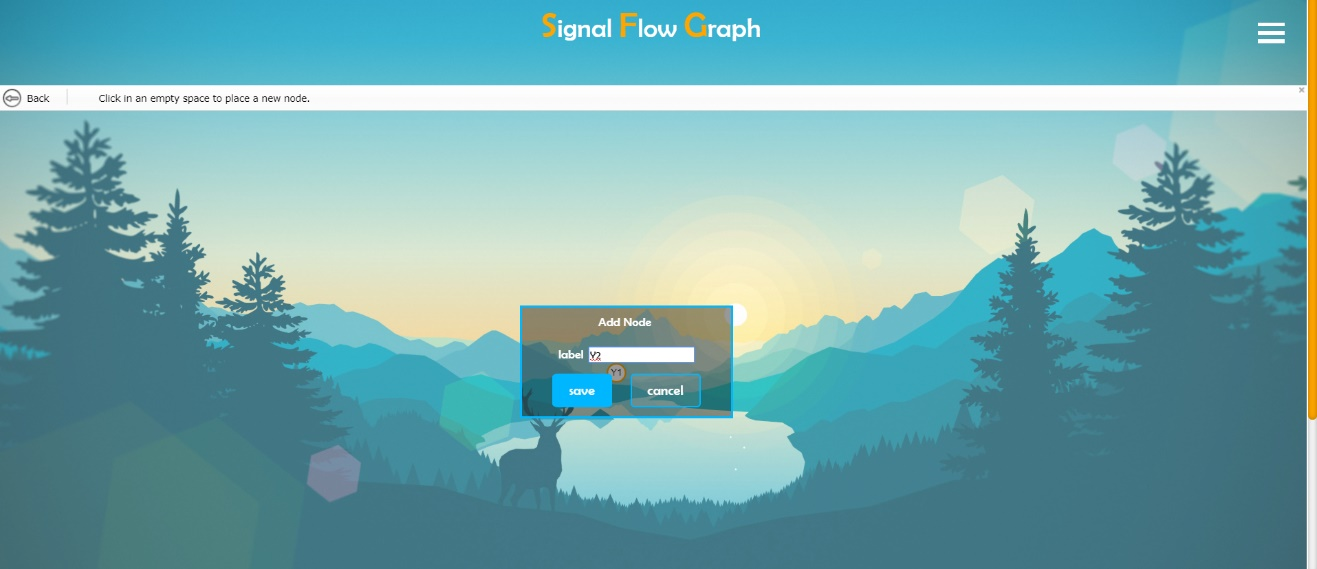 Signal Flow Graph
Back
Click in an empty space to place a new node.
Add Node
label Y2
Y1
save cancel